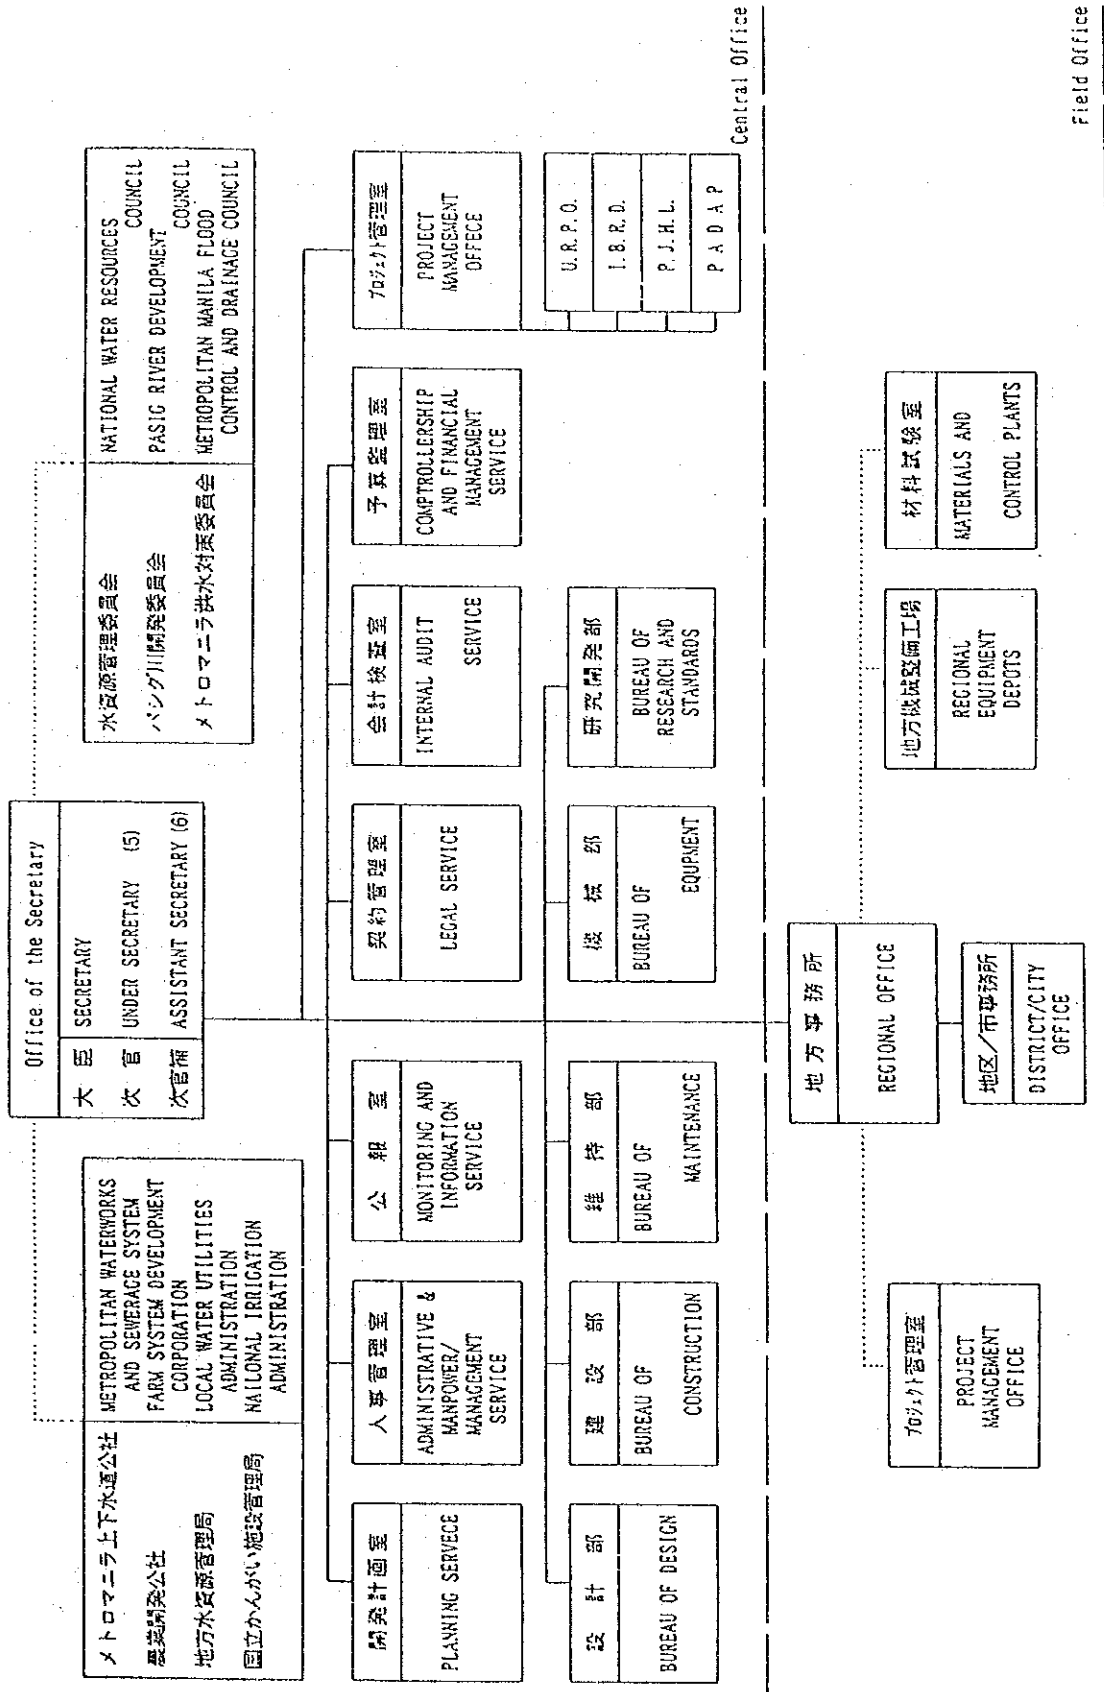 Office of the Secretary
大臣 SECRETARY
次官 UNDER SECRETARY (5)
次官補 ASSISTANT SECRETARY (6)
メトロマニラ上下水道公社 METROPOLITAN WATERWORKS
AND SEWERAGE SYSTEM
農業開発公社 FARM SYSTEM DEVELOPMENT
CORPORATION
地方水資源管理局 LOCAL WATER UTILITIES
ADMINISTRATION
国立かんがい施設管理局 NAILONAL IRRIGATION
ADMINISTRATION
水資源管理委員会 NATIONAL WATER RESOURCES
COUNCIL
パシグ川開発委員会 PASIG RIVER DEVELOPMENT
COUNCIL
メトロマニラ洪水対策委員会 METROPOLITAN MANILA FLOOD
CONTROL AND DRAINACE COUNCIL
開発計画室
PLANNING SERVECE
人事管理室
ADMINISTRATIVE &
MANPOWER/
MANAGEMENT
SERVICE
公報室
MONITORING AND
INFORMATION
SERVICE
契約管理室
LEGAL SERVICE
会計検査室
INTERNAL AUDIT
SERVICE
予算監理室
COMPTROLLERSHIP
AND FINANCIAL
MANAGEMENT
SERVICE
プロジェクト管理室
PROJECT
MANAGEMENT
OFFECE
U.R.P.O.
I.B.R.D.
P.J.H.L.
PADAP
設計部
BUREAU OF DESIGN
建設部
BUREAU OF
CONSTRUCTION
維持部
BUREAU OF
MAINTENANCE
機械部
BUREAU OF
EQUPMENT
研究開発部
BUREAU OF
RESEARCH AND
STANDARDS
Central Office
地方事務所
REGIONAL OFFICE
プロジェクト管理室
PROJECT
MANAGEMENT
OFFICE
地区/市事務所
DISTRICT/CITY
OFFICE
地方機械整備工場
REGIONAL
EQUIPMENT
DEPOTS
材料試験室
MATERIALS AND
CONTROL PLANTS
Field Office